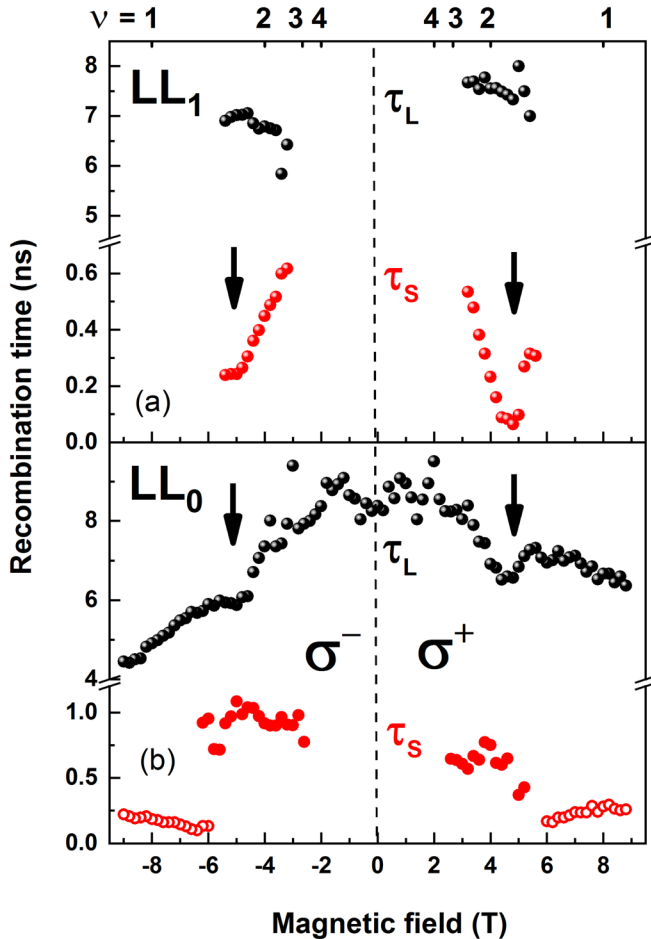 ν = 1 2 3 4 4 3 2 1
8
LL₁
τL
7
6
5
Recombination time (ns)
0.6
τS
0.4
0.2
(a)
0.0
LL₀
8
τL
6
σ⁻ σ⁺
4
1.0
τS
0.5
(b)
0.0
-8 -6 -4 -2 0 2 4 6 8
Magnetic field (T)